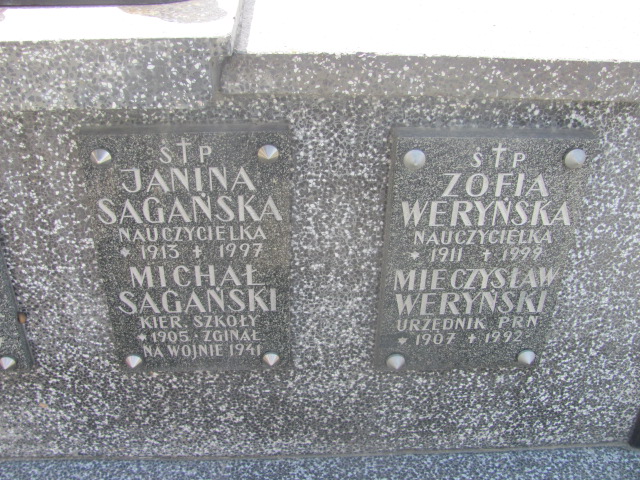 S†P
JANINA
SAGAŃSKA
NAUCZYCIELKA
*1913 † 1997
MICHAŁ
SAGAŃSKI
KIER. SZKOŁY
*1905 · ZGINĄŁ
NA WOJNIE 1941
S†P
ZOFIA
WERYŃSKA
NAUCZYCIELKA
*1911 † 1999
MIECZYSŁAW
WERYŃSKI
URZĘDNIK PRN
*1907 † 1992